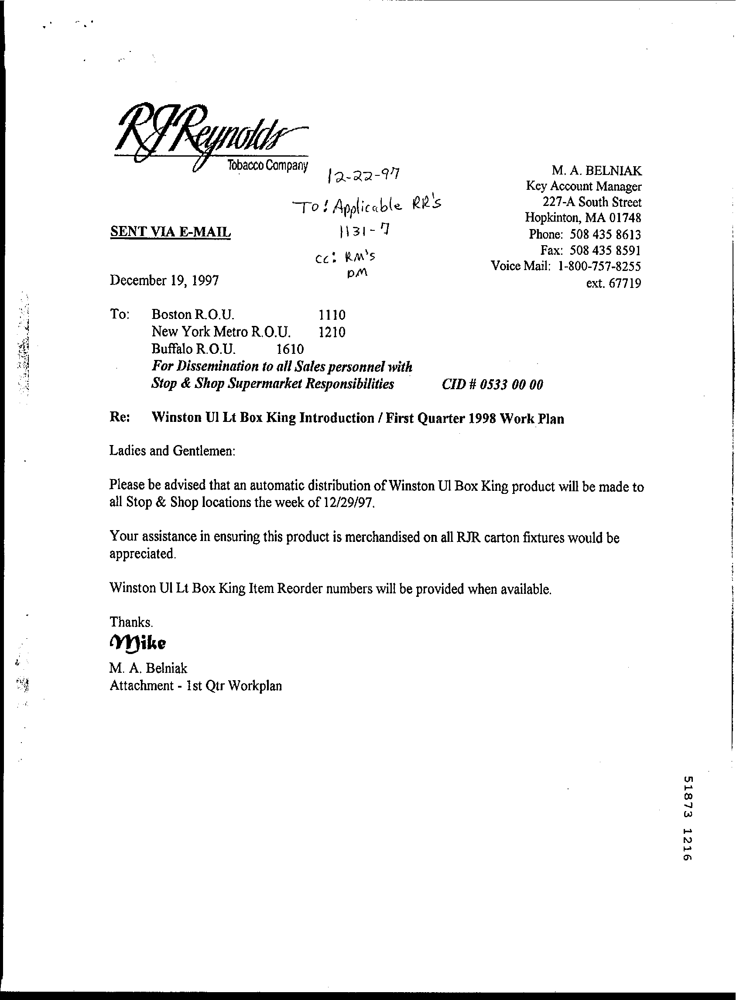 RJReynolds
Tobacco Company
12-22-97
To: Applicable RR's
1131-7
cc: RM's
DM
M. A. BELNIAK
Key Account Manager
227-A South Street
Hopkinton, MA 01748
Phone: 508 435 8613
Fax: 508 435 8591
Voice Mail: 1-800-757-8255
ext. 67719
SENT VIA E-MAIL
December 19, 1997
To: Boston R.O.U. 1110
New York Metro R.O.U. 1210
Buffalo R.O.U. 1610
For Dissemination to all Sales personnel with
Stop & Shop Supermarket Responsibilities CID # 0533 00 00
Re: Winston Ul Lt Box King Introduction / First Quarter 1998 Work Plan
Ladies and Gentlemen:
Please be advised that an automatic distribution of Winston Ul Box King product will be made to
all Stop & Shop locations the week of 12/29/97.
Your assistance in ensuring this product is merchandised on all RJR carton fixtures would be
appreciated.
Winston Ul Lt Box King Item Reorder numbers will be provided when available.
Thanks.
Mike
M. A. Belniak
Attachment - 1st Qtr Workplan
51873 1216